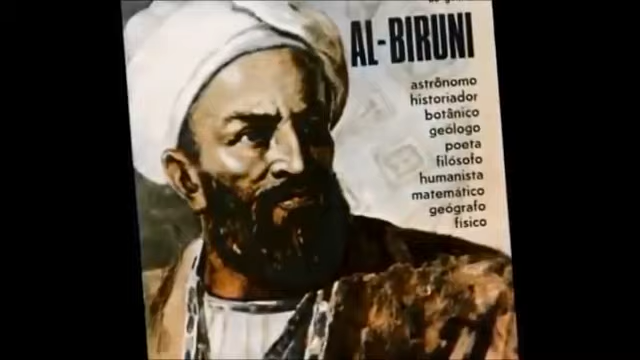 AL-BIRUNI
astrônomo
historiador
botânico
geólogo
poeta
filósofo
humanista
matemático
geógrafo
físico